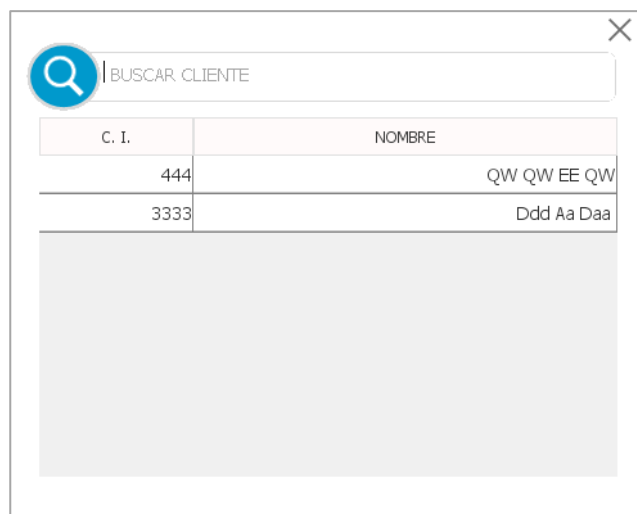 BUSCAR CLIENTE
C. I. NOMBRE
444 QW QW EE QW
3333 Ddd Aa Daa